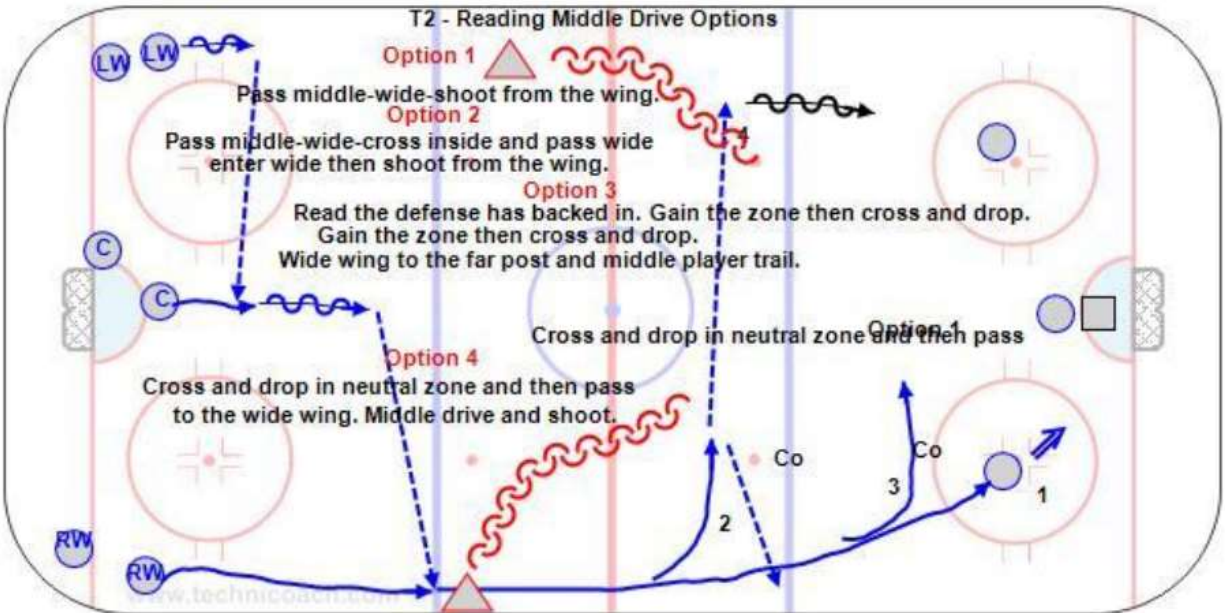 T2 - Reading Middle Drive Options
LW
LW
Option 1
Pass middle-wide-shoot from the wing.
Option 2
4
Pass middle-wide-cross inside and pass wide
enter wide then shoot from the wing.
Option 3
Read the defense has backed in. Gain the zone then cross and drop.
Gain the zone then cross and drop.
C
Wide wing to the far post and middle player trail.
C
Option 1
Cross and drop in neutral zone and then pass
Option 4
Cross and drop in neutral zone and then pass
to the wide wing. Middle drive and shoot.
Co
Co
3
1
2
RW
RW
www.technicoach.com